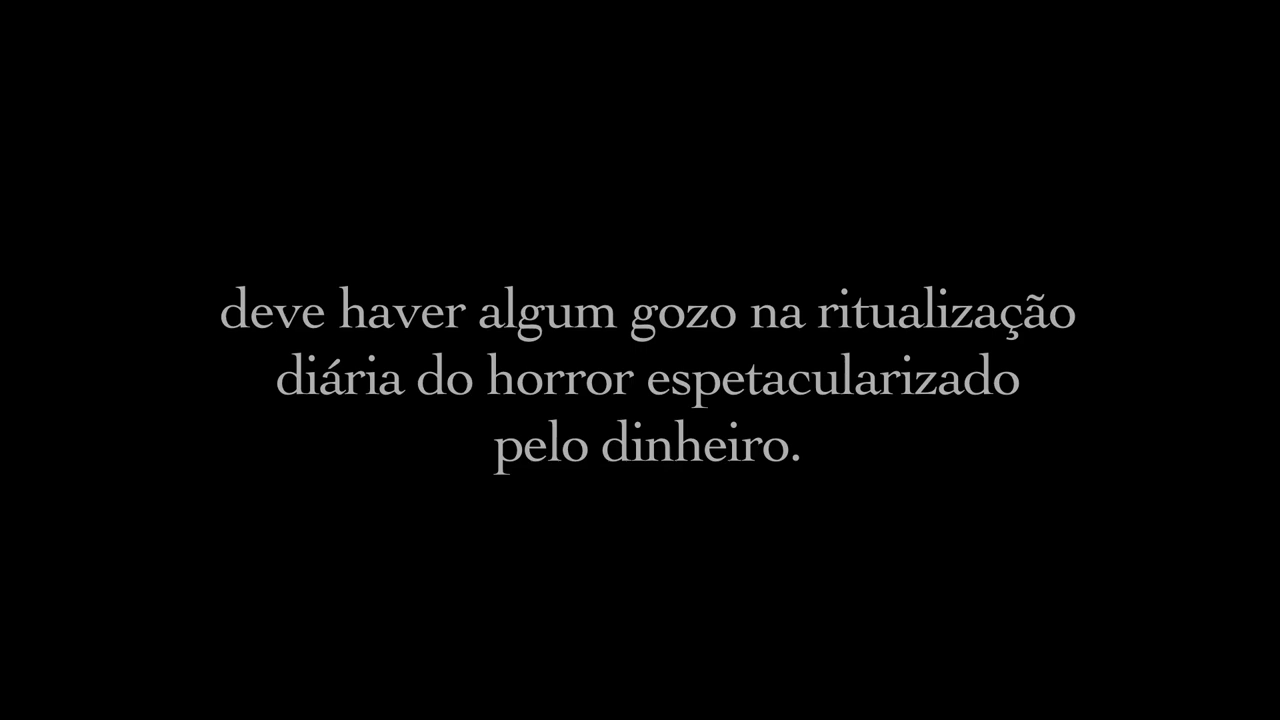 deve haver algum gozo na ritualização
diária do horror espetacularizado
pelo dinheiro.